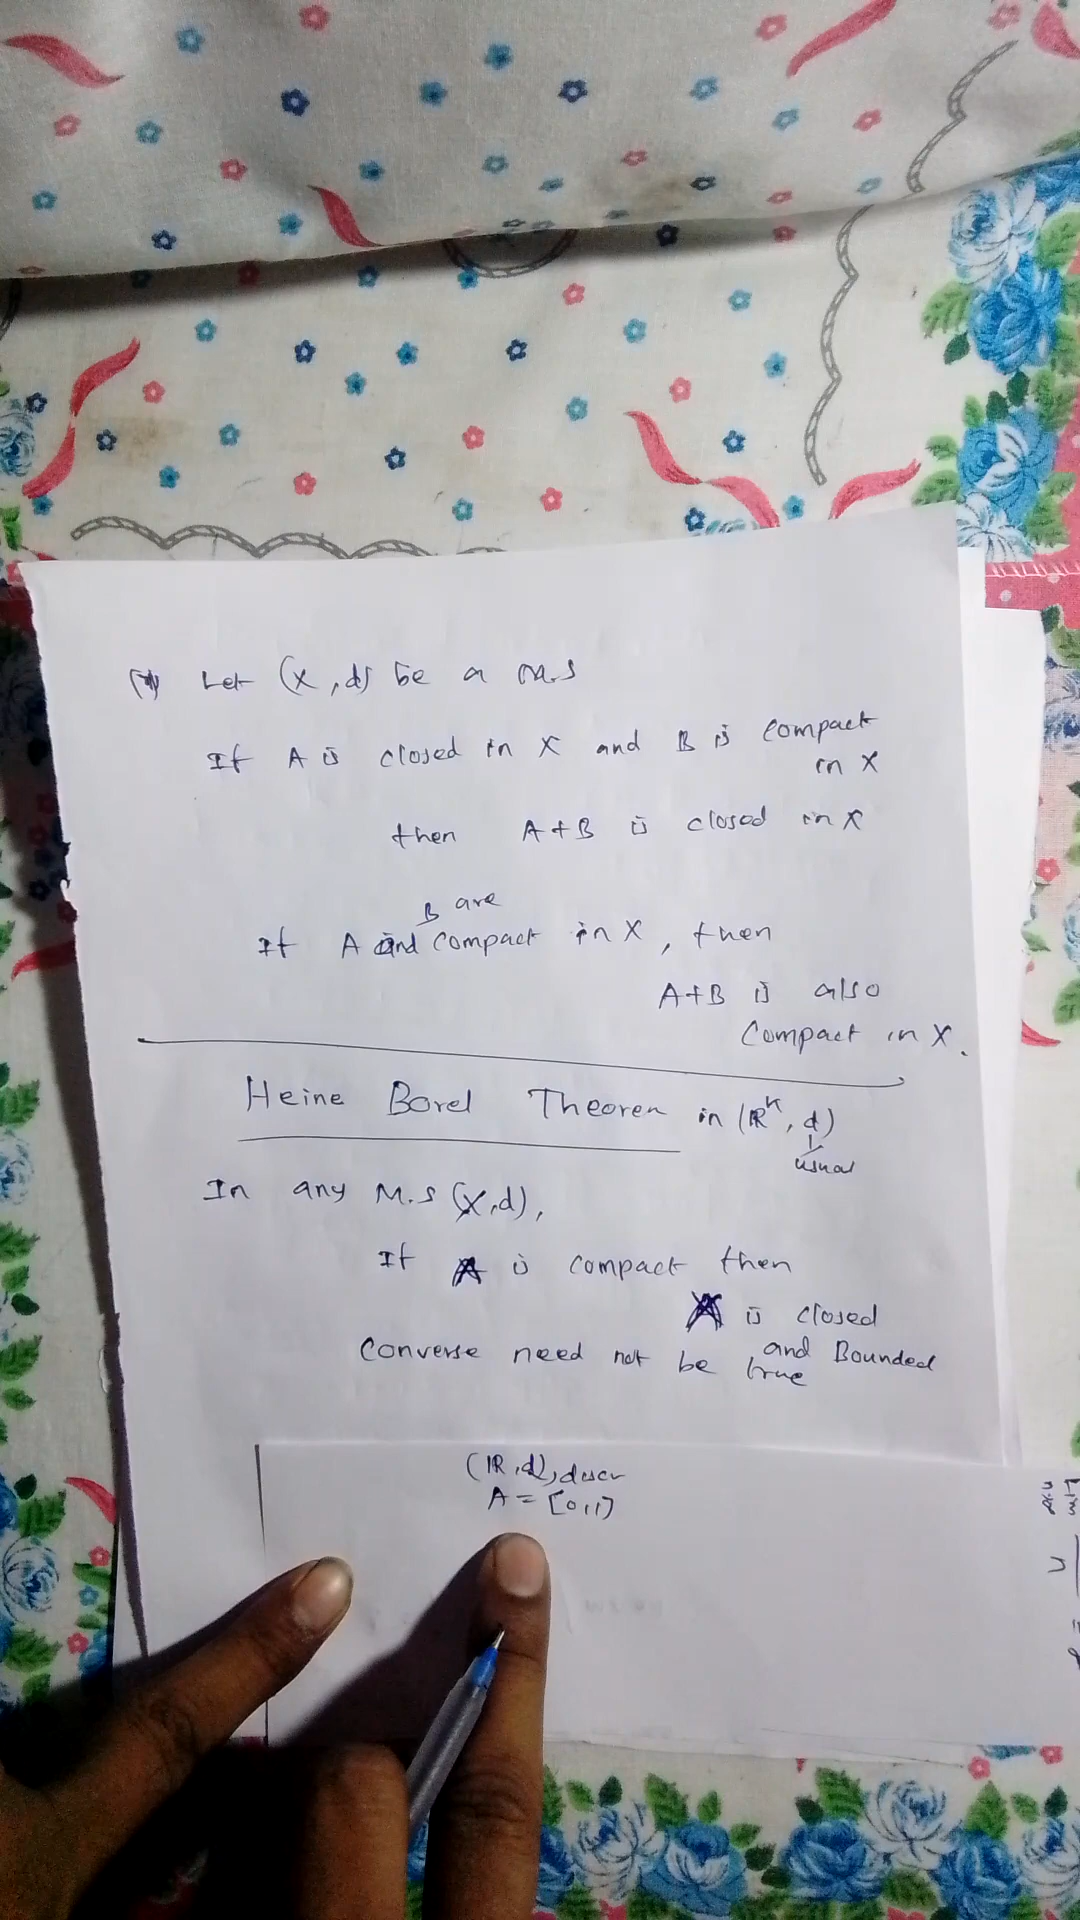 Let (X, d) be a M.S
If A is closed in X and B is compact
in X
then A+B is closed in X
B are
If A and compact in X, then
A+B is also
compact in X.
Heine Borel Theorem in (ℝᵏ, d)
usual
In any M.S (X,d),
If A is compact then
A is closed
and Bounded
Converse need not be true
(ℝ, d),
A = [0,1]